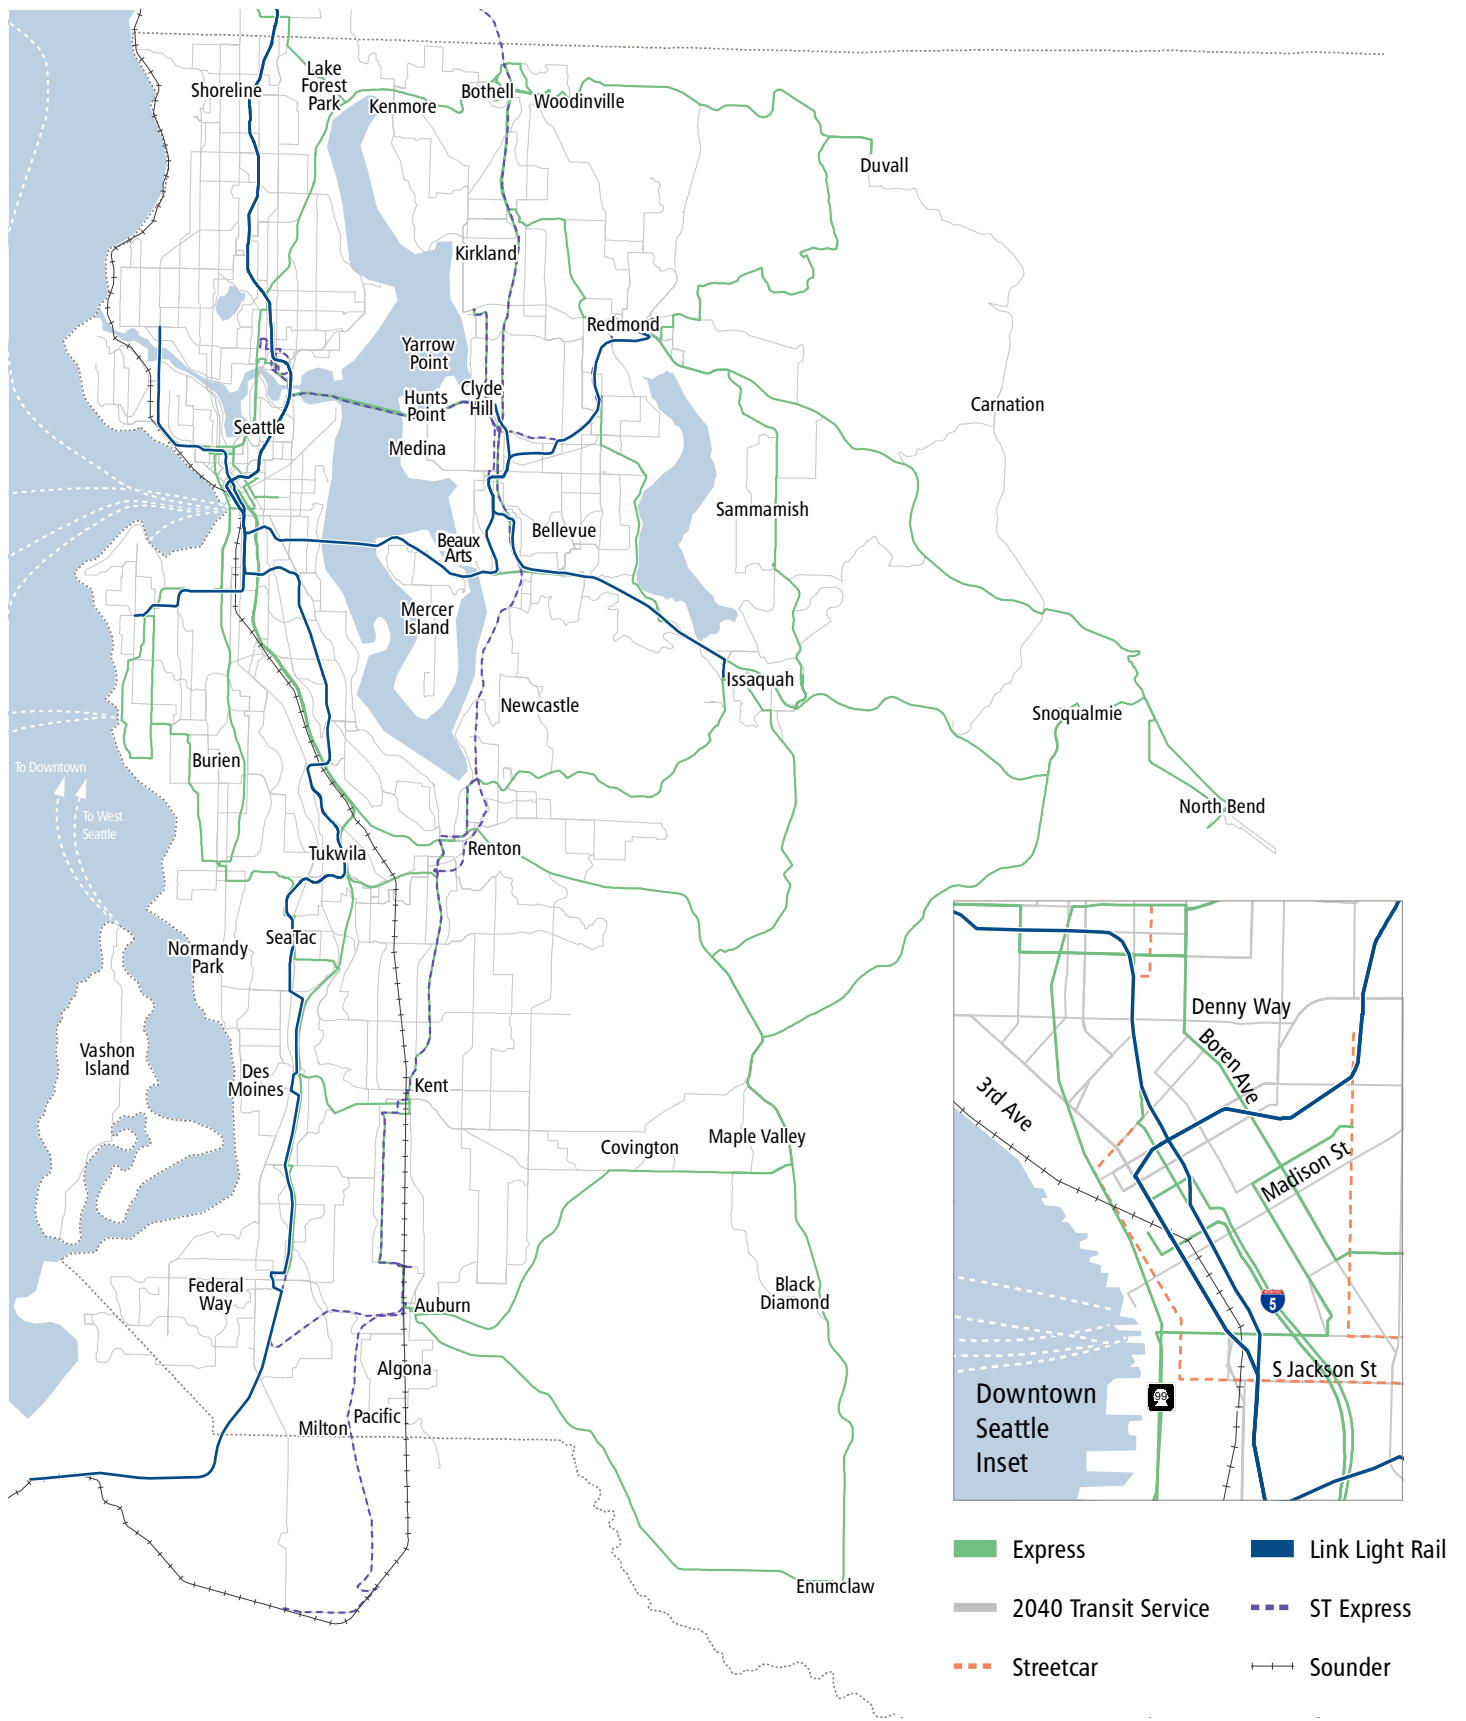 Shoreline
Lake
Forest
Park
Kenmore
Bothell
Woodinville
Duvall
Kirkland
Redmond
Yarrow
Point
Hunts
Point
Clyde
Hill
Carnation
Seattle
Medina
Sammamish
Bellevue
Beaux
Arts
Mercer
Island
Issaquah
Newcastle
Snoqualmie
Burien
To Downtown
To West
Seattle
North Bend
Renton
Tukwila
SeaTac
Normandy
Park
Vashon
Island
Des
Moines
Kent
Covington
Maple Valley
Black
Diamond
Federal
Way
Auburn
Algona
Pacific
Milton
Enumclaw
Denny Way
Boren Ave
3rd Ave
Madison St
5
S Jackson St
99
Downtown
Seattle
Inset
Express
Link Light Rail
2040 Transit Service
ST Express
Streetcar
Sounder